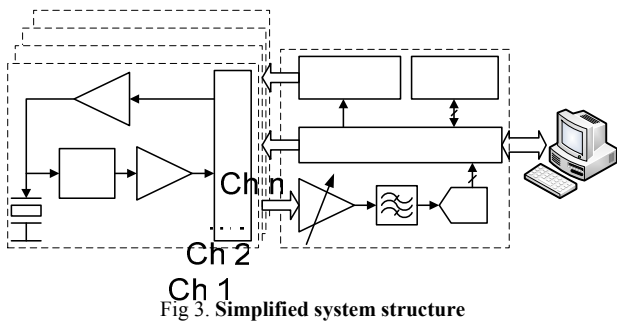 Ch n
...
Ch 2
Ch 1
Fig 3. Simplified system structure